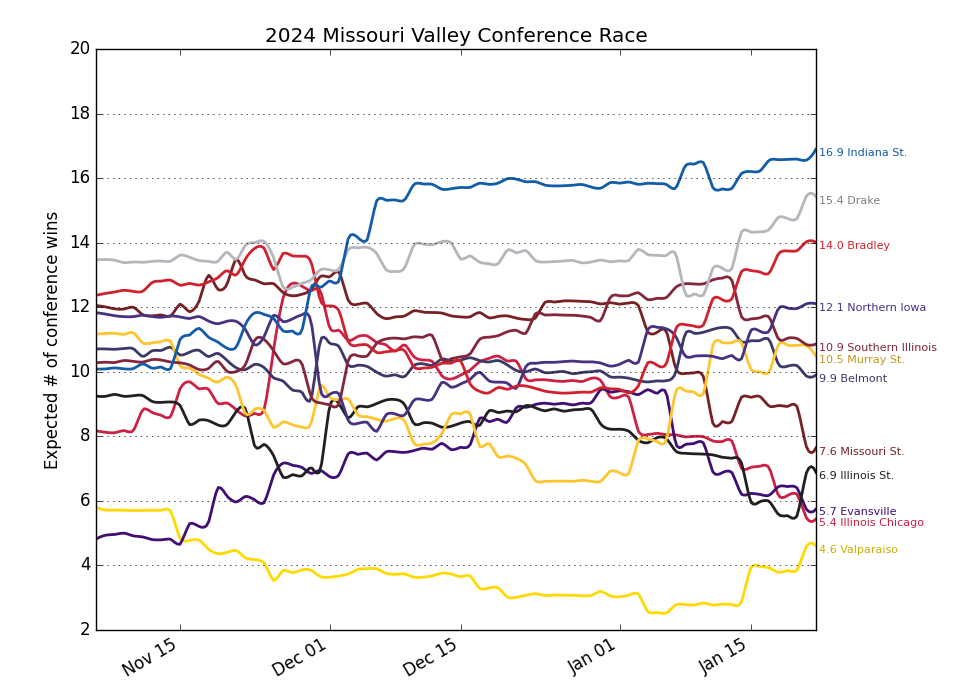 2024 Missouri Valley Conference Race
Expected # of conference wins
20
18
16
14
12
10
8
6
4
2
Nov 15
Dec 01
Dec 15
Jan 01
Jan 15
16.9 Indiana St.
15.4 Drake
14.0 Bradley
12.1 Northern Iowa
10.9 Southern Illinois
10.5 Murray St.
9.9 Belmont
7.6 Missouri St.
6.9 Illinois St.
5.7 Evansville
5.4 Illinois Chicago
4.6 Valparaiso